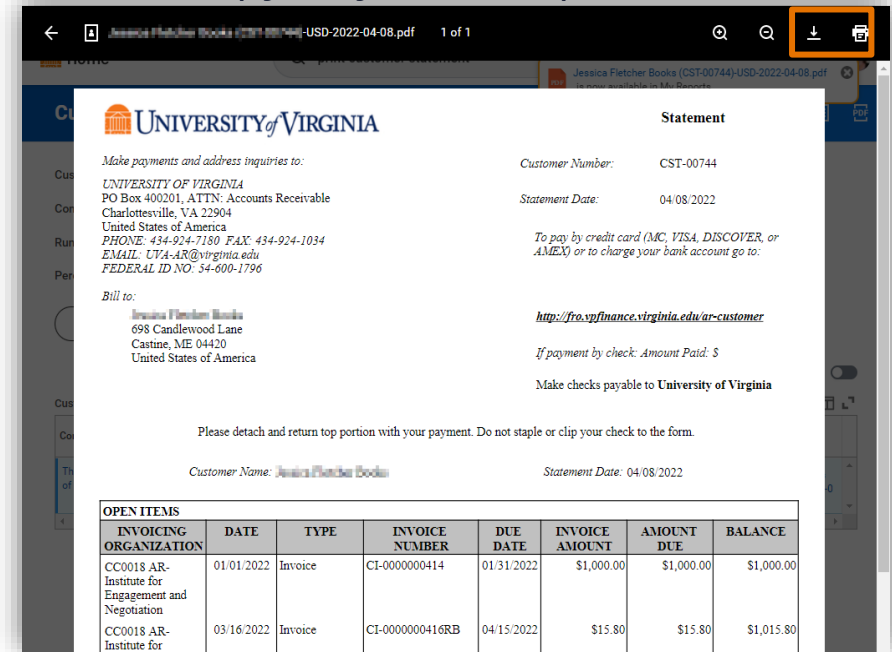 -USD-2022-04-08.pdf 1 of 1
Home print customer statement
Jessica Fletcher Books (CST-00744)-USD-2022-04-08.pdf
is now available in My Reports
PDF
UNIVERSITY of VIRGINIA
Statement
Make payments and address inquiries to:
Customer Number: CST-00744
UNIVERSITY OF VIRGINIA
PO Box 400201, ATTN: Accounts Receivable
Statement Date: 04/08/2022
Charlottesville, VA 22904
United States of America
PHONE: 434-924-7180 FAX: 434-924-1034
To pay by credit card (MC, VISA, DISCOVER, or
EMAIL: UVA-AR@virginia.edu
AMEX) or to charge your bank account go to:
FEDERAL ID NO: 54-600-1796
Bill to:
698 Candlewood Lane
http://fro.vpfinance.virginia.edu/ar-customer
Castine, ME 04420
United States of America
If payment by check: Amount Paid: $
Make checks payable to University of Virginia
Please detach and return top portion with your payment. Do not staple or clip your check to the form.
Customer Name:
Statement Date: 04/08/2022
OPEN ITEMS
INVOICING ORGANIZATION DATE TYPE INVOICE NUMBER DUE DATE INVOICE AMOUNT AMOUNT DUE BALANCE
CC0018 AR- 01/01/2022 Invoice CI-0000000414 01/31/2022 $1,000.00 $1,000.00 $1,000.00
Institute for
Engagement and
Negotiation
CC0018 AR- 03/16/2022 Invoice CI-0000000416RB 04/15/2022 $15.80 $15.80 $1,015.80
Institute for